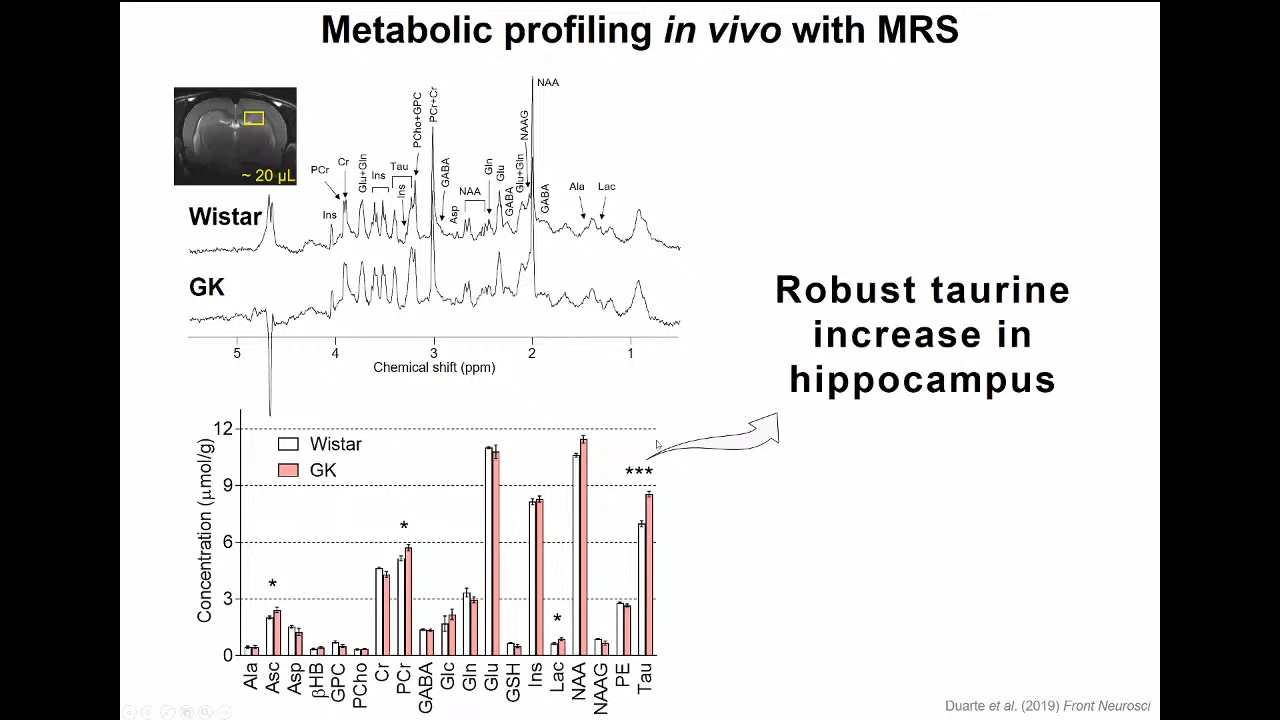 Metabolic profiling in vivo with MRS
~ 20 µL
NAA
PCho+GPC
PCr+Cr
NAAG
PCr
Cr
Glu+Gln
Ins
Tau
Ins
GABA
Asp
NAA
Gln
Glu
GABA
Glu+Gln
GABA
Ala
Lac
Ins
Wistar
GK
5 4 3 2 1
Chemical shift (ppm)
Robust taurine
increase in
hippocampus
Concentration (µmol/g)
12
9
6
3
0
Wistar
GK
*
*
*
***
Ala Asc Asp βHB GPC PCho Cr PCr GABA Glc Gln Glu GSH Ins Lac NAA NAAG PE Tau
Duarte et al. (2019) Front Neurosci